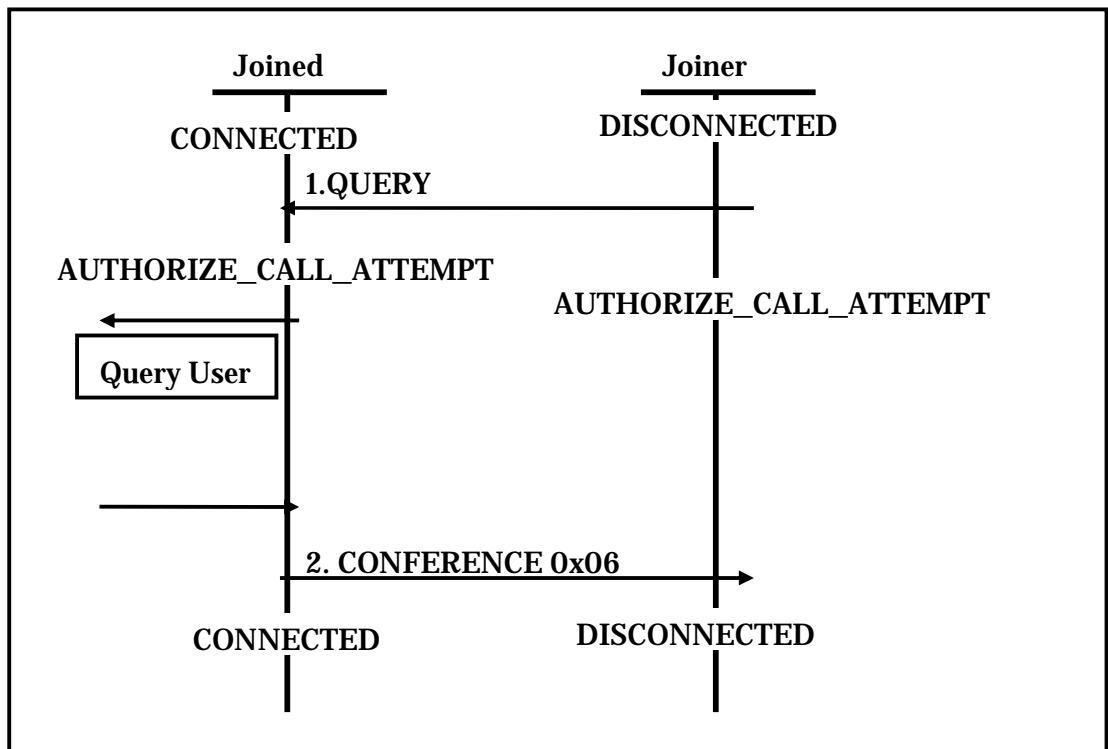 Joined
Joiner
CONNECTED
DISCONNECTED
1.QUERY
AUTHORIZE_CALL_ATTEMPT
AUTHORIZE_CALL_ATTEMPT
Query User
2. CONFERENCE 0x06
CONNECTED
DISCONNECTED